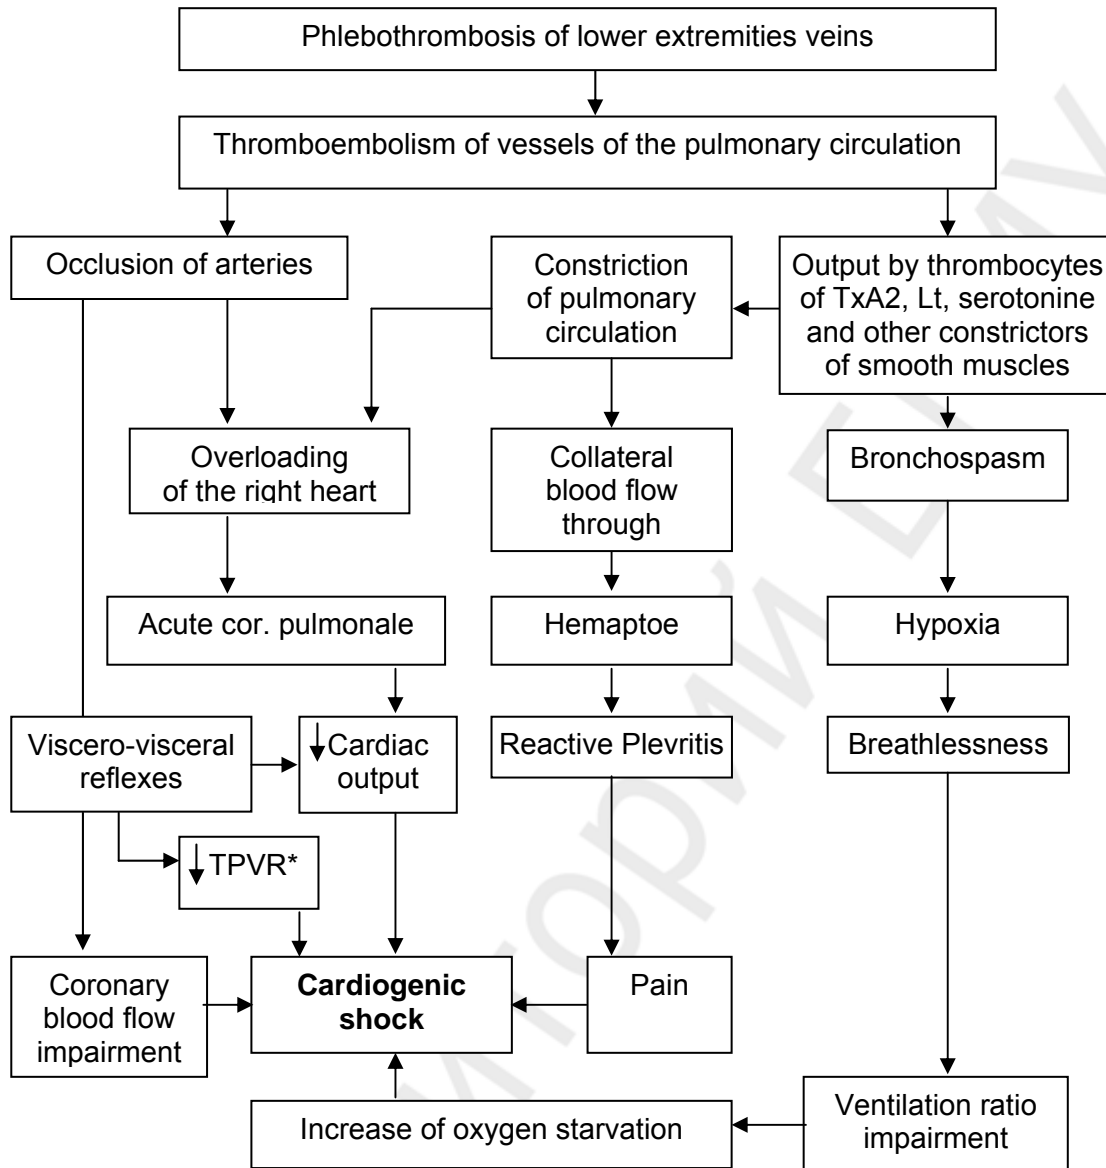 Phlebothrombosis of lower extremities veins
Thromboembolism of vessels of the pulmonary circulation
Occlusion of arteries
Constriction
of pulmonary
circulation
Output by thrombocytes
of TxA2, Lt, serotonine
and other constrictors
of smooth muscles
Overloading
of the right heart
Collateral
blood flow
through
Bronchospasm
Acute cor. pulmonale
Hemaptoe
Hypoxia
Viscero-visceral
reflexes
↓ Cardiac
output
Reactive Plevritis
Breathlessness
↓ TPVR*
Coronary
blood flow
impairment
Cardiogenic
shock
Pain
Ventilation ratio
impairment
Increase of oxygen starvation